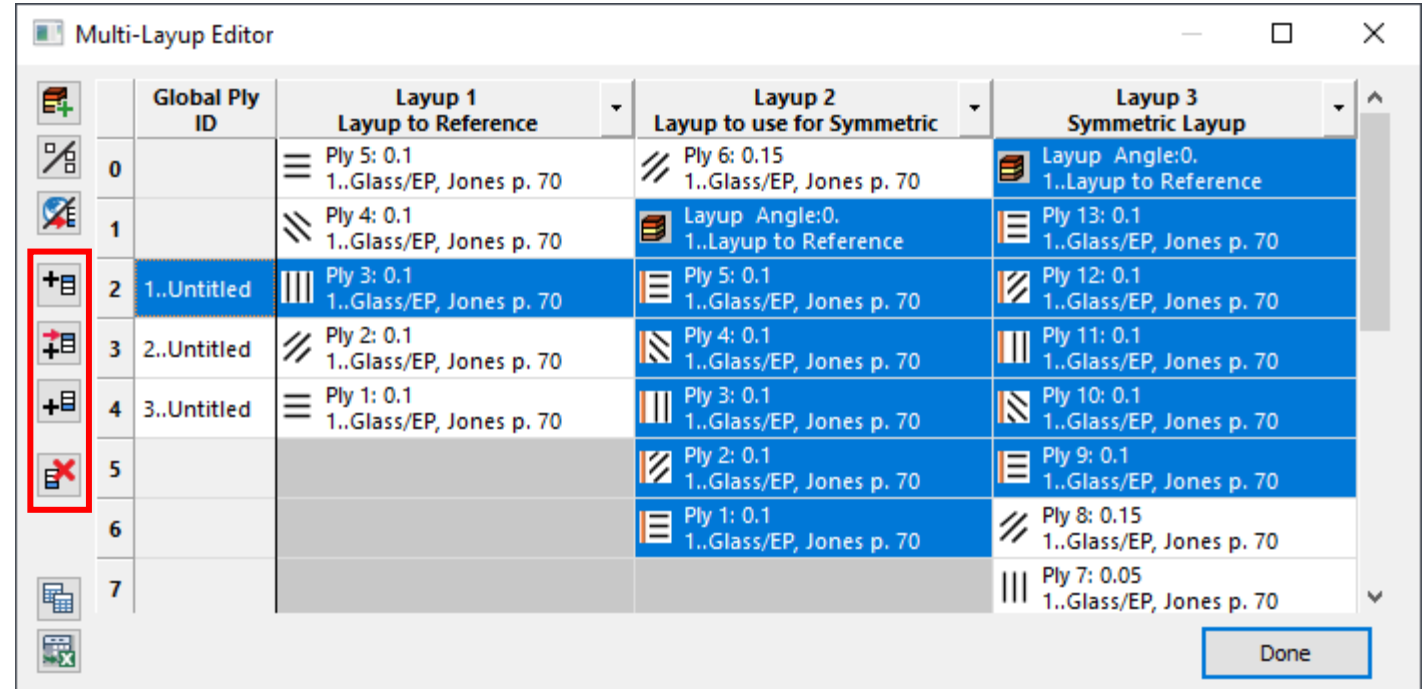 Multi-Layup Editor
Global Ply ID
Layup 1
Layup to Reference
Layup 2
Layup to use for Symmetric
Layup 3
Symmetric Layup
0
Ply 5: 0.1
1..Glass/EP, Jones p. 70
Ply 6: 0.15
1..Glass/EP, Jones p. 70
Layup  Angle:0.
1..Layup to Reference
1
Ply 4: 0.1
1..Glass/EP, Jones p. 70
Layup  Angle:0.
1..Layup to Reference
Ply 13: 0.1
1..Glass/EP, Jones p. 70
2
1..Untitled
Ply 3: 0.1
1..Glass/EP, Jones p. 70
Ply 5: 0.1
1..Glass/EP, Jones p. 70
Ply 12: 0.1
1..Glass/EP, Jones p. 70
3
2..Untitled
Ply 2: 0.1
1..Glass/EP, Jones p. 70
Ply 4: 0.1
1..Glass/EP, Jones p. 70
Ply 11: 0.1
1..Glass/EP, Jones p. 70
4
3..Untitled
Ply 1: 0.1
1..Glass/EP, Jones p. 70
Ply 3: 0.1
1..Glass/EP, Jones p. 70
Ply 10: 0.1
1..Glass/EP, Jones p. 70
5
Ply 2: 0.1
1..Glass/EP, Jones p. 70
Ply 9: 0.1
1..Glass/EP, Jones p. 70
6
Ply 1: 0.1
1..Glass/EP, Jones p. 70
Ply 8: 0.15
1..Glass/EP, Jones p. 70
7
Ply 7: 0.05
1..Glass/EP, Jones p. 70
Done